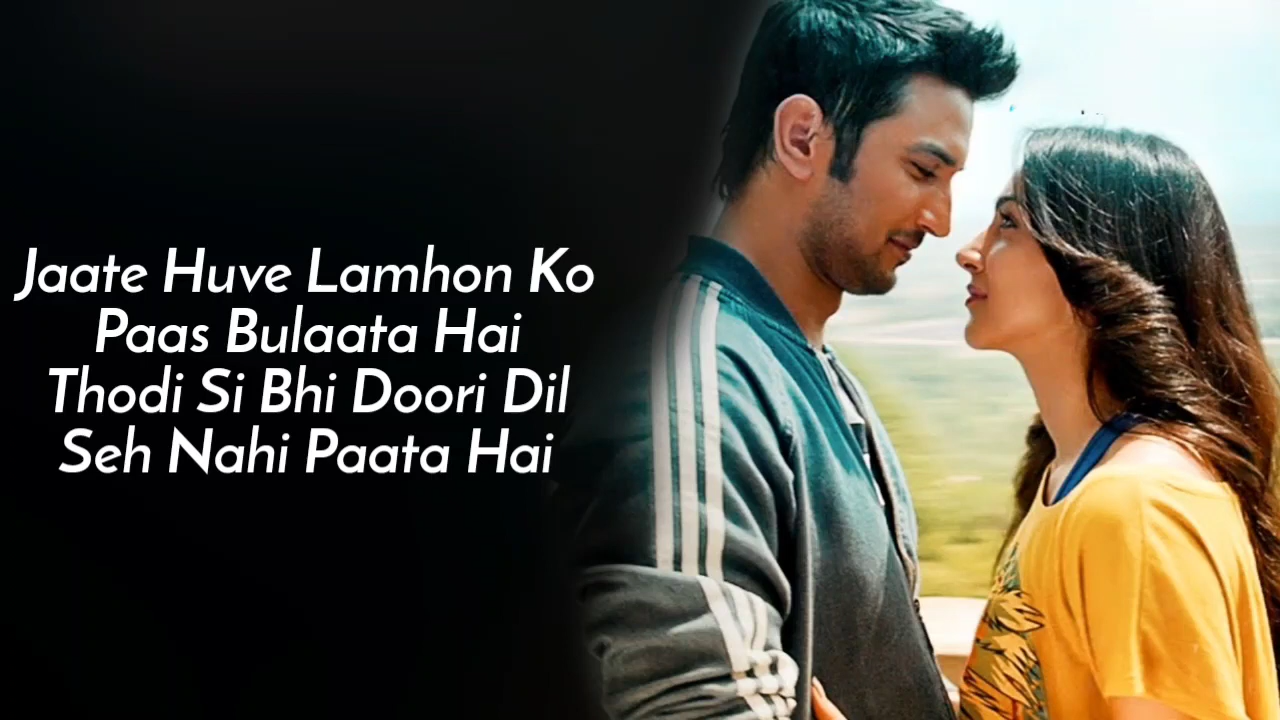 Jaate Huve Lamhon Ko
Paas Bulaata Hai
Thodi Si Bhi Doori Dil
Seh Nahi Paata Hai